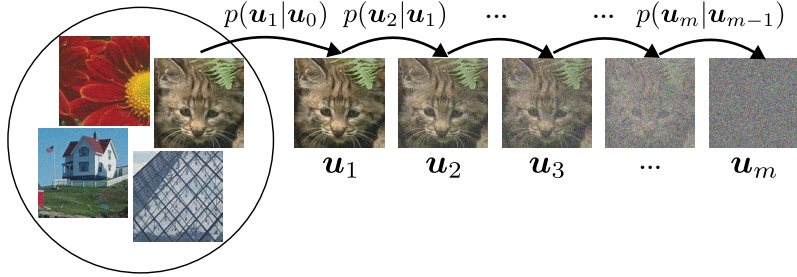 p(u₁|u₀) p(u₂|u₁) ... ... p(uₘ|uₘ₋₁)
u₁ u₂ u₃ ... uₘ